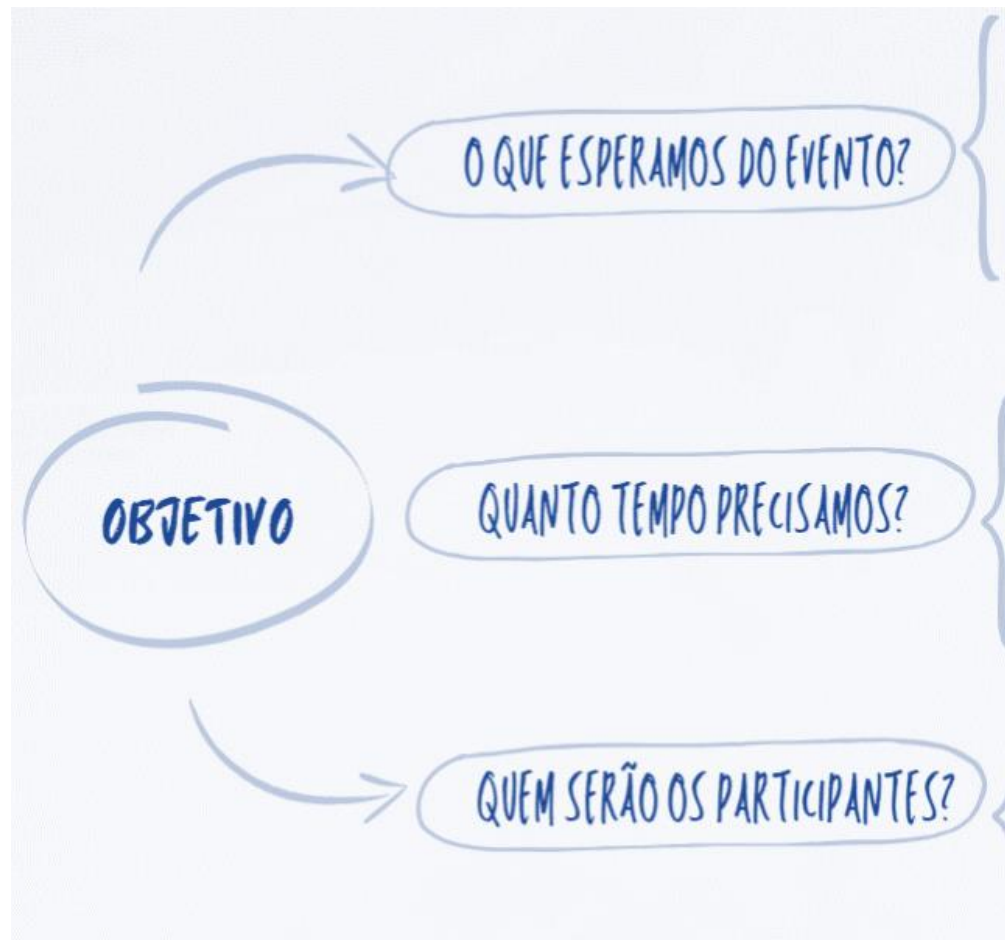 O QUE ESPERAMOS DO EVENTO?
OBJETIVO
QUANTO TEMPO PRECISAMOS?
QUEM SERÃO OS PARTICIPANTES?